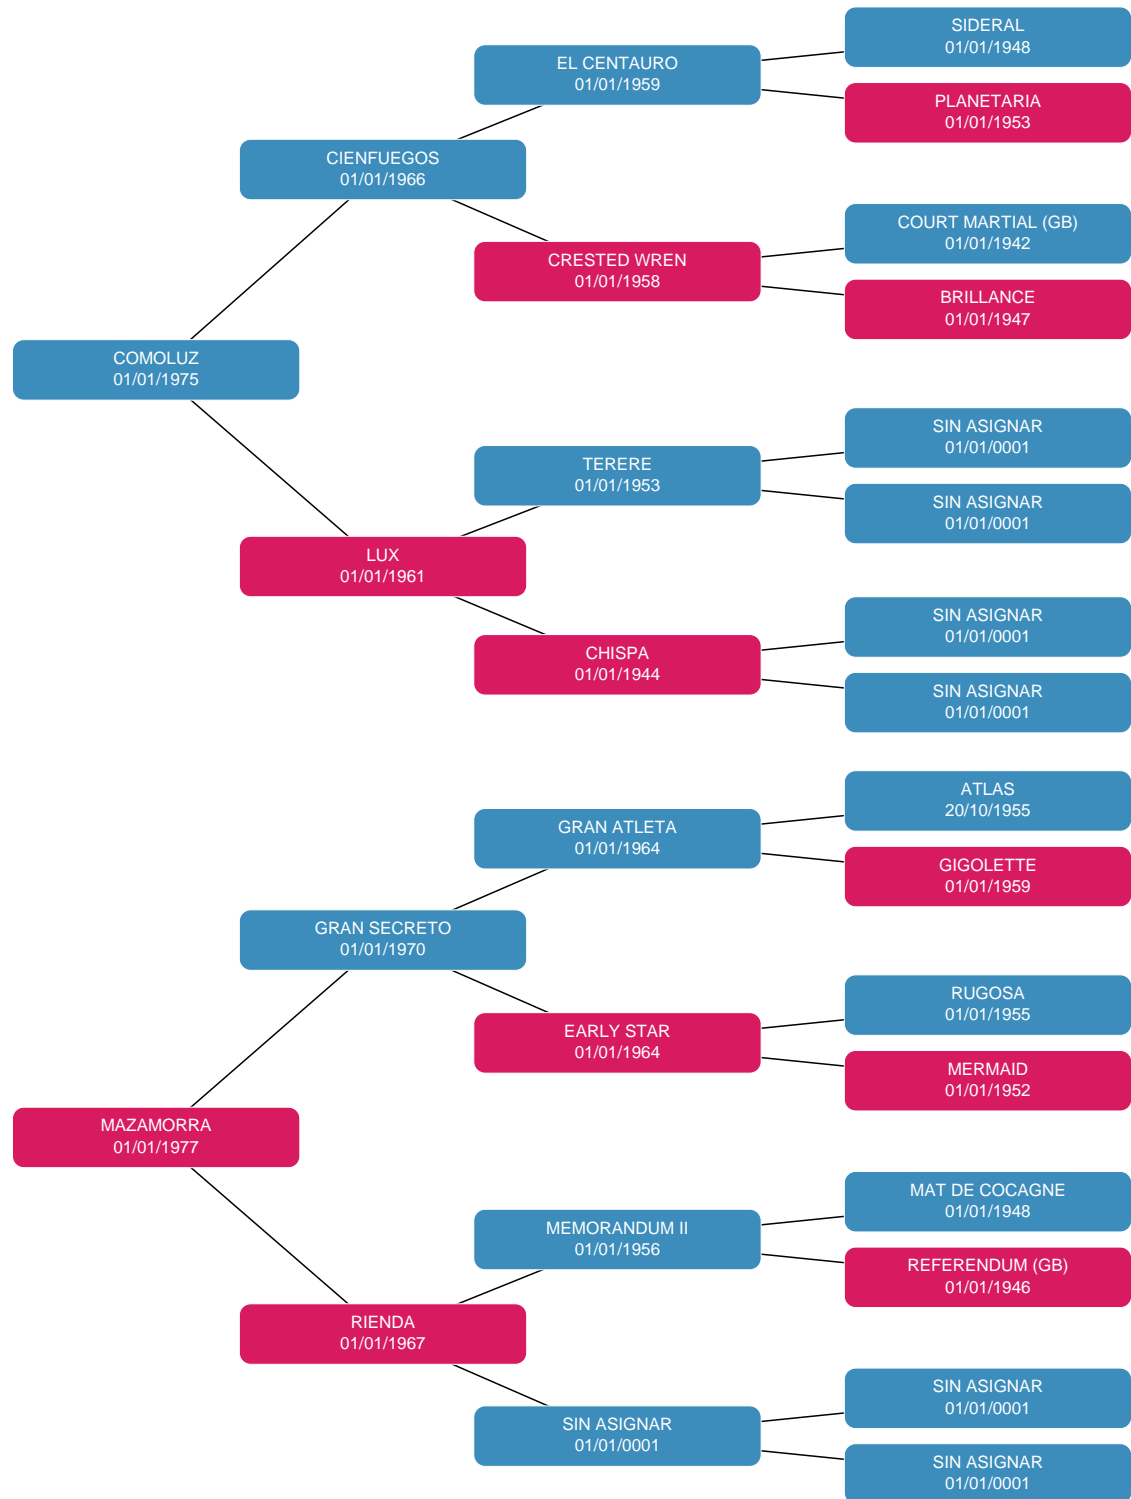 SIDERAL
01/01/1948
EL CENTAURO
01/01/1959
PLANETARIA
01/01/1953
CIENFUEGOS
01/01/1966
COURT MARTIAL (GB)
01/01/1942
CRESTED WREN
01/01/1958
BRILLANCE
01/01/1947
COMOLUZ
01/01/1975
SIN ASIGNAR
01/01/0001
TERERE
01/01/1953
SIN ASIGNAR
01/01/0001
LUX
01/01/1961
SIN ASIGNAR
01/01/0001
CHISPA
01/01/1944
SIN ASIGNAR
01/01/0001
ATLAS
20/10/1955
GRAN ATLETA
01/01/1964
GIGOLETTE
01/01/1959
GRAN SECRETO
01/01/1970
RUGOSA
01/01/1955
EARLY STAR
01/01/1964
MERMAID
01/01/1952
MAZAMORRA
01/01/1977
MAT DE COCAGNE
01/01/1948
MEMORANDUM II
01/01/1956
REFERENDUM (GB)
01/01/1946
RIENDA
01/01/1967
SIN ASIGNAR
01/01/0001
SIN ASIGNAR
01/01/0001
SIN ASIGNAR
01/01/0001